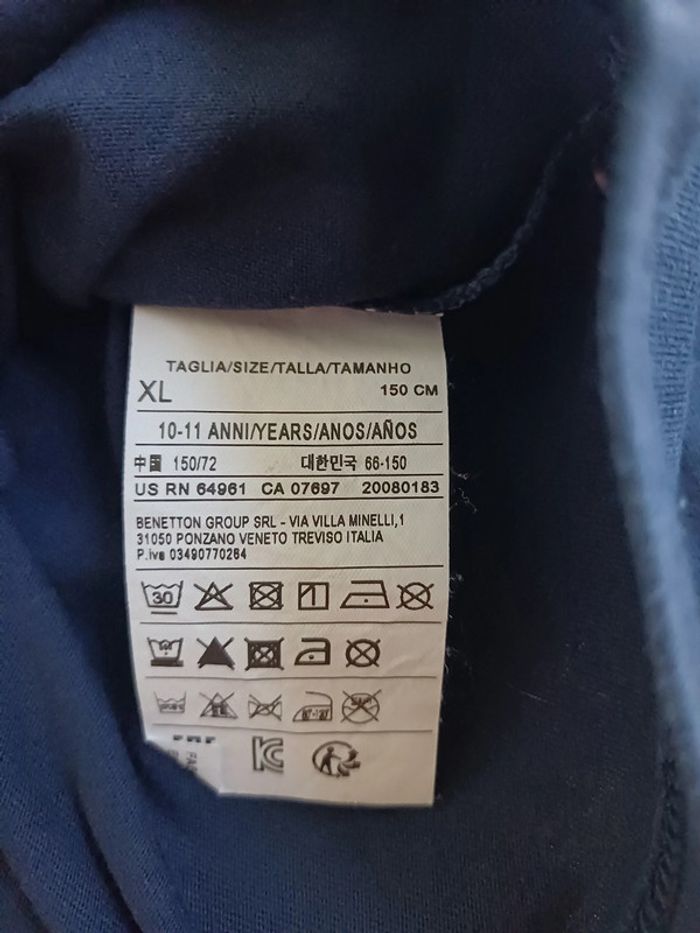 TAGLIA/SIZE/TALLA/TAMANHO
XL 150 CM
10-11 ANNI/YEARS/ANOS/AÑOS
中国 150/72 대한민국 66-150
US RN 64961 CA 07697 20080183
BENETTON GROUP SRL - VIA VILLA MINELLI,1
31050 PONZANO VENETO TREVISO ITALIA
P.iva 03490770264
30